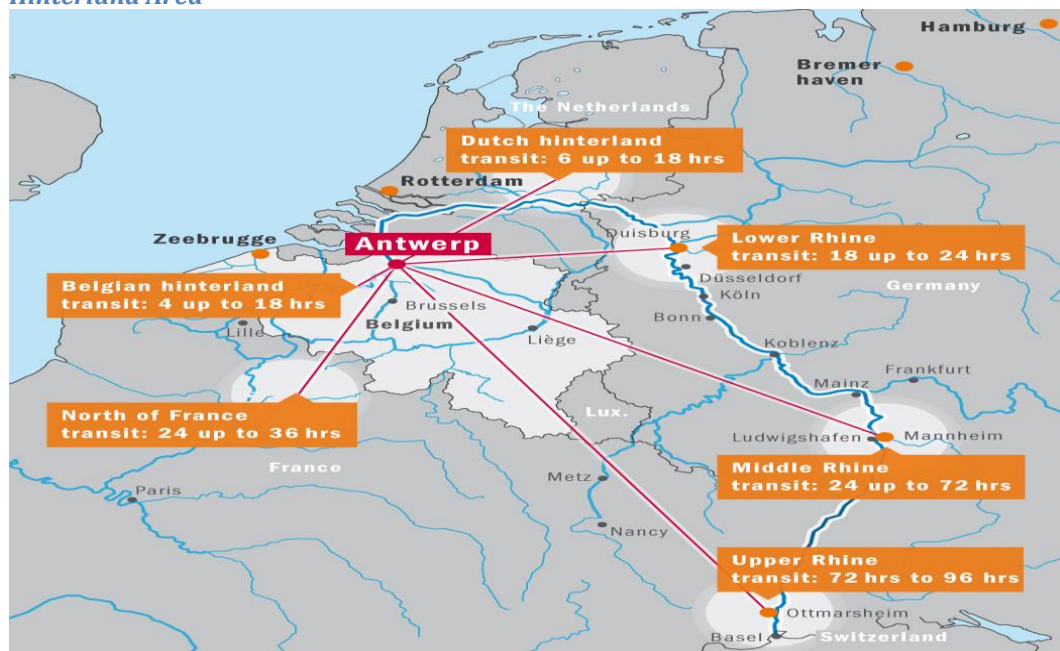 Hinterland Area
Hamburg
Bremer
haven
The Netherlands
Dutch hinterland
transit: 6 up to 18 hrs
Rotterdam
Zeebrugge
Antwerp
Duisburg
Lower Rhine
transit: 18 up to 24 hrs
Belgian hinterland
transit: 4 up to 18 hrs
Düsseldorf
Germany
Köln
Brussels
Belgium
Bonn
Lille
Liège
Koblenz
Frankfurt
Mainz
North of France
transit: 24 up to 36 hrs
Lux.
Ludwigshafen
Mannheim
France
Metz
Middle Rhine
transit: 24 up to 72 hrs
Paris
Nancy
Upper Rhine
transit: 72 hrs to 96 hrs
Ottmarsheim
Basel
Switzerland